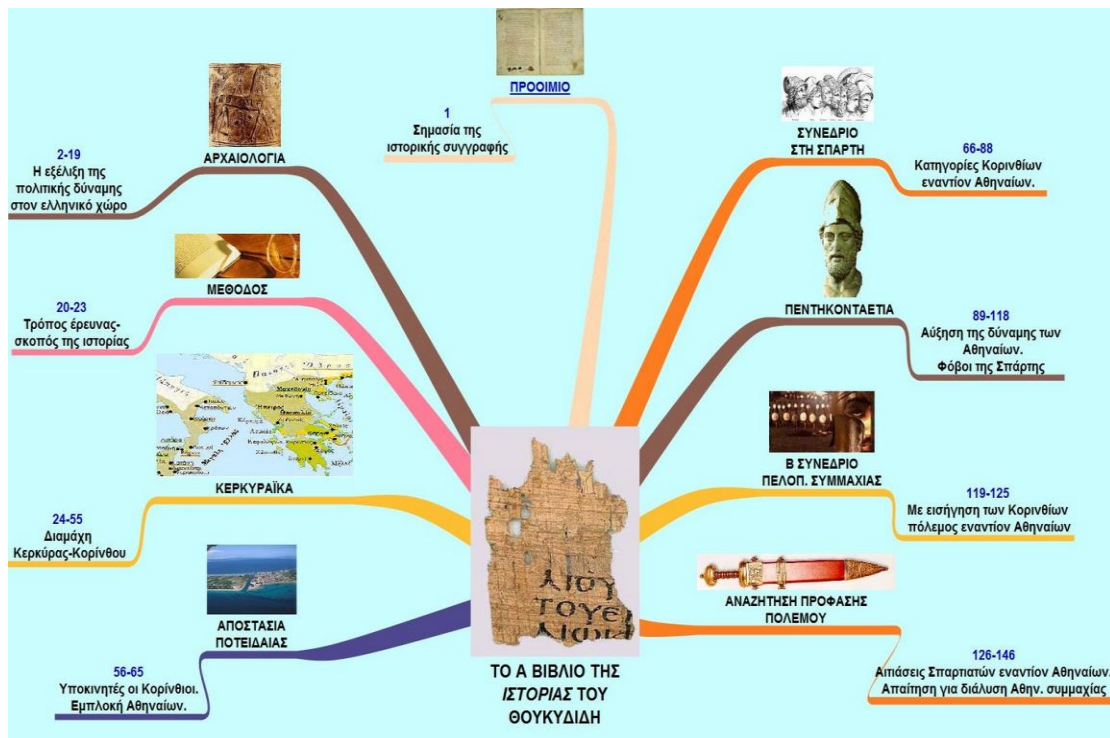 ΠΡΟΟΙΜΙΟ
1
Σημασία της
ιστορικής συγγραφής
ΑΡΧΑΙΟΛΟΓΙΑ
2-19
Η εξέλιξη της
πολιτικής δύναμης
στον ελληνικό χώρο
ΜΕΘΟΔΟΣ
20-23
Τρόπος έρευνας-
σκοπός της ιστορίας
ΚΕΡΚΥΡΑΪΚΑ
24-55
Διαμάχη
Κερκύρας-Κορίνθου
ΑΠΟΣΤΑΣΙΑ
ΠΟΤΕΙΔΑΙΑΣ
56-65
Υποκινητές οι Κορίνθιοι.
Εμπλοκή Αθηναίων.
ΣΥΝΕΔΡΙΟ
ΣΤΗ ΣΠΑΡΤΗ
66-88
Κατηγορίες Κορινθίων
εναντίον Αθηναίων.
ΠΕΝΤΗΚΟΝΤΑΕΤΙΑ
89-118
Αύξηση της δύναμης των
Αθηναίων.
Φόβοι της Σπάρτης
Β ΣΥΝΕΔΡΙΟ
ΠΕΛΟΠ. ΣΥΜΜΑΧΙΑΣ
119-125
Με εισήγηση των Κορινθίων
πόλεμος εναντίον Αθηναίων
ΑΝΑΖΗΤΗΣΗ ΠΡΟΦΑΣΗΣ
ΠΟΛΕΜΟΥ
126-146
Αιτιάσεις Σπαρτιατών εναντίον Αθηναίων.
Απαίτηση για διάλυση Αθην. συμμαχίας
ΤΟΥΕ
ΤΟ Α ΒΙΒΛΙΟ ΤΗΣ
ΙΣΤΟΡΙΑΣ ΤΟΥ
ΘΟΥΚΥΔΙΔΗ